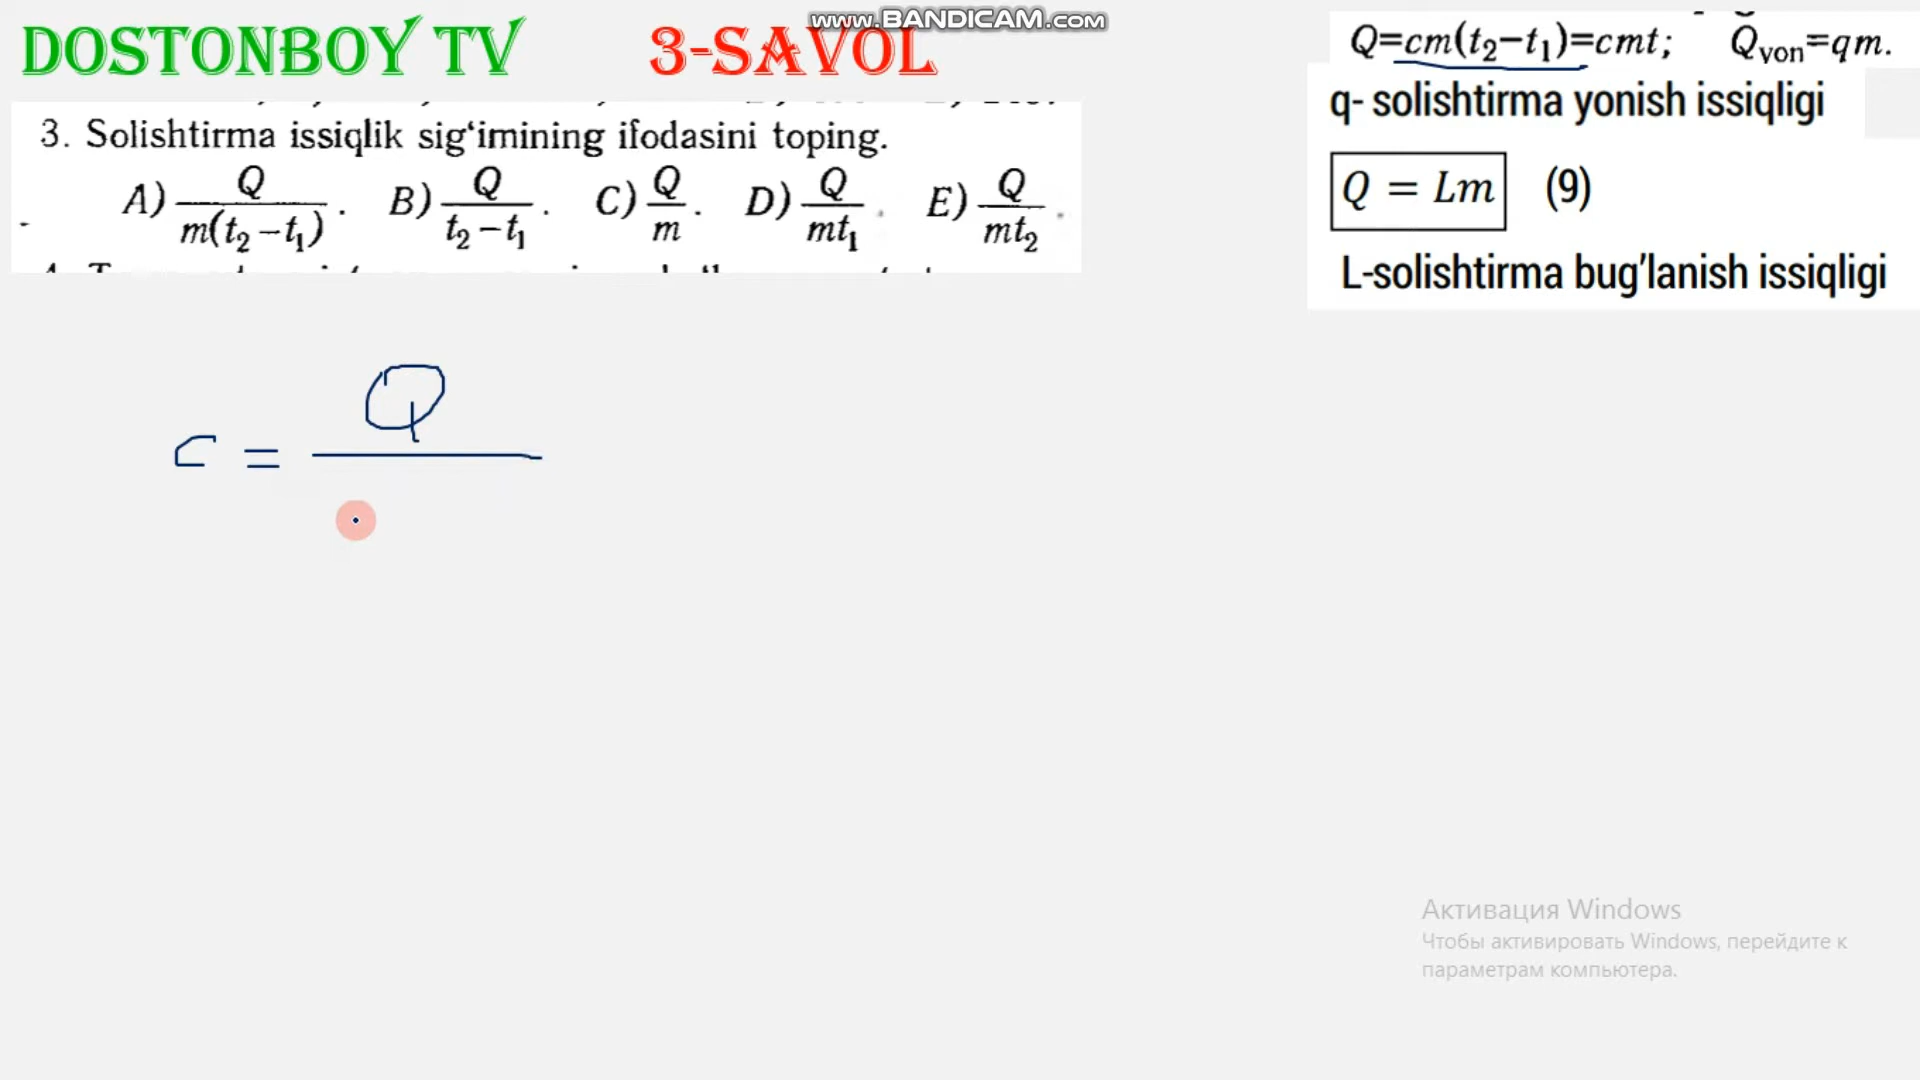 www.BANDICAM.com
DOSTONBOY TV 3-SAVOL
3. Solishtirma issiqlik sig‘imining ifodasini toping.
A) Q/m(t₂−t₁). B) Q/t₂−t₁. C) Q/m. D) Q/mt₁. E) Q/mt₂.
Q=cm(t₂−t₁)=cmt; Qyon=qm.
q- solishtirma yonish issiqligi
Q = Lm (9)
L-solishtirma bug’lanish issiqligi
c = Q
Активация Windows
Чтобы активировать Windows, перейдите к
параметрам компьютера.